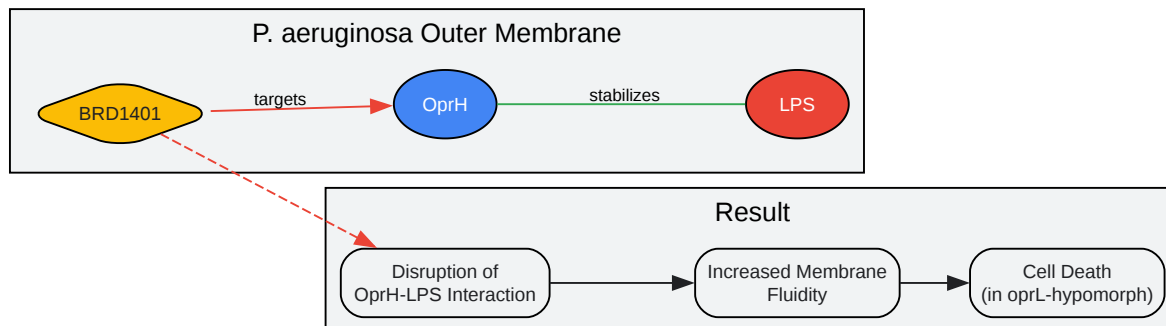 P. aeruginosa Outer Membrane
BRD1401
targets
OprH
stabilizes
LPS
Result
Disruption of
OprH-LPS Interaction
Increased Membrane
Fluidity
Cell Death
(in oprL-hypomorph)